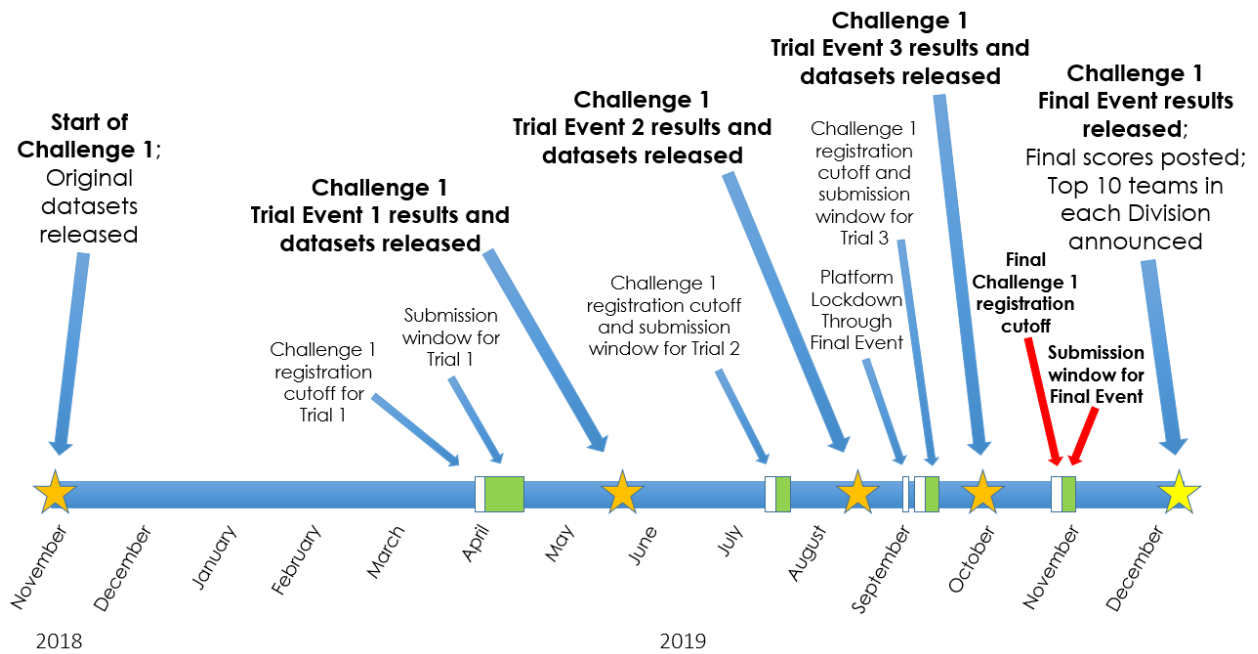 Start of
Challenge 1;
Original
datasets
released
Challenge 1
Trial Event 1 results and
datasets released
Challenge 1
registration
cutoff for
Trial 1
Submission
window for
Trial 1
Challenge 1
Trial Event 2 results and
datasets released
Challenge 1
registration cutoff
and submission
window for Trial 2
Challenge 1
Trial Event 3 results and
datasets released
Challenge 1
registration
cutoff and
submission
window for
Trial 3
Platform
Lockdown
Through
Final Event
Final
Challenge 1
registration
cutoff
Submission
window for
Final Event
Challenge 1
Final Event results
released;
Final scores posted;
Top 10 teams in
each Division
announced
November
December
January
February
March
April
May
June
July
August
September
October
November
December
2018
2019